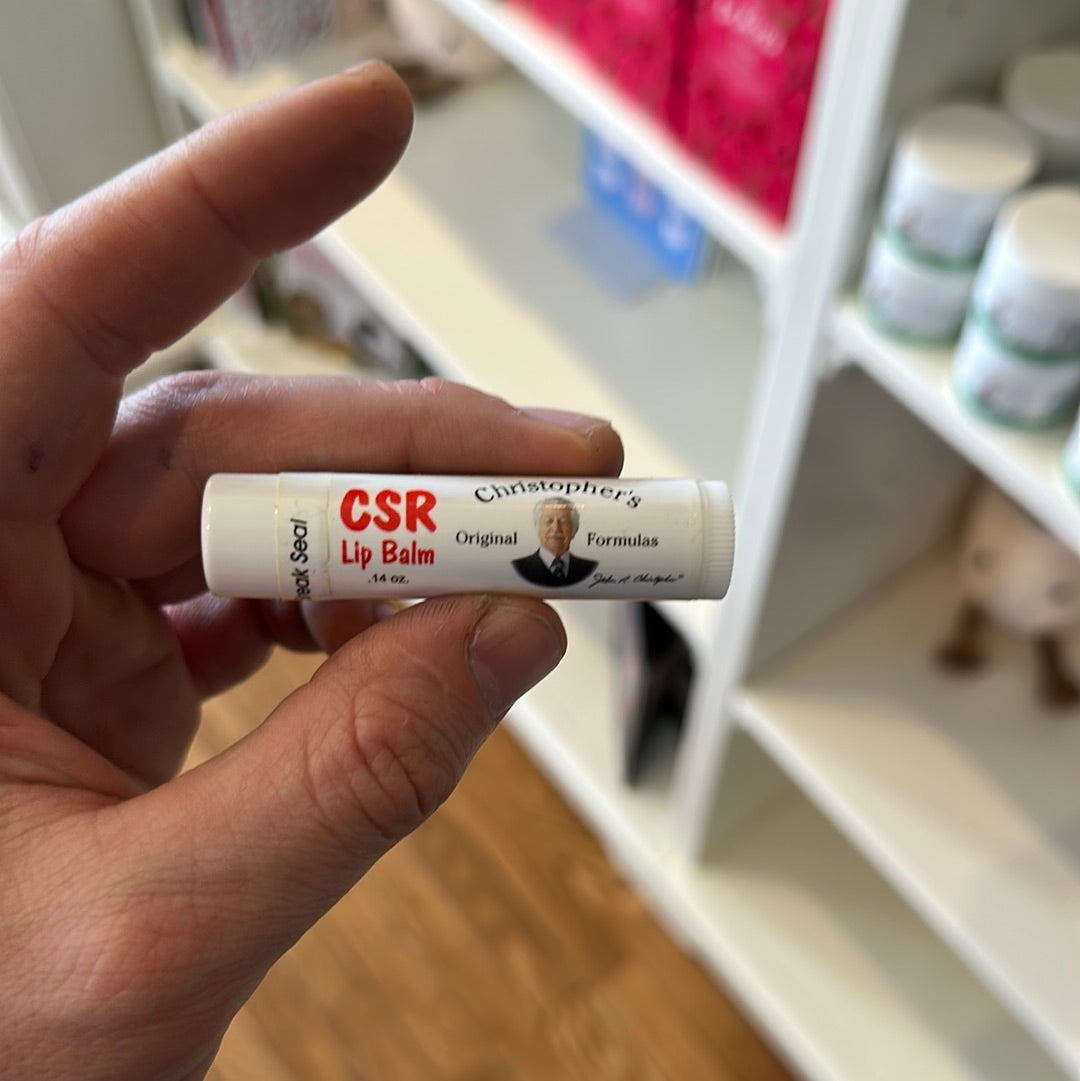 eak Seal
CSR
Lip Balm
.14 oz.
Christopher's
Original Formulas